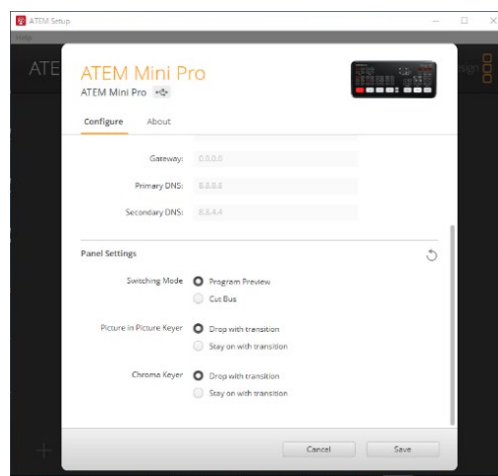 ATEM Setup
Help
ATE
ATEM Mini Pro
ATEM Mini Pro
Configure About
Gateway: 0.0.0.0
Primary DNS: 8.8.8.8
Secondary DNS: 8.8.4.4
Panel Settings
Switching Mode Program Preview
Cut Bus
Picture in Picture Keyer Drop with transition
Stay on with transition
Chroma Keyer Drop with transition
Stay on with transition
Cancel Save